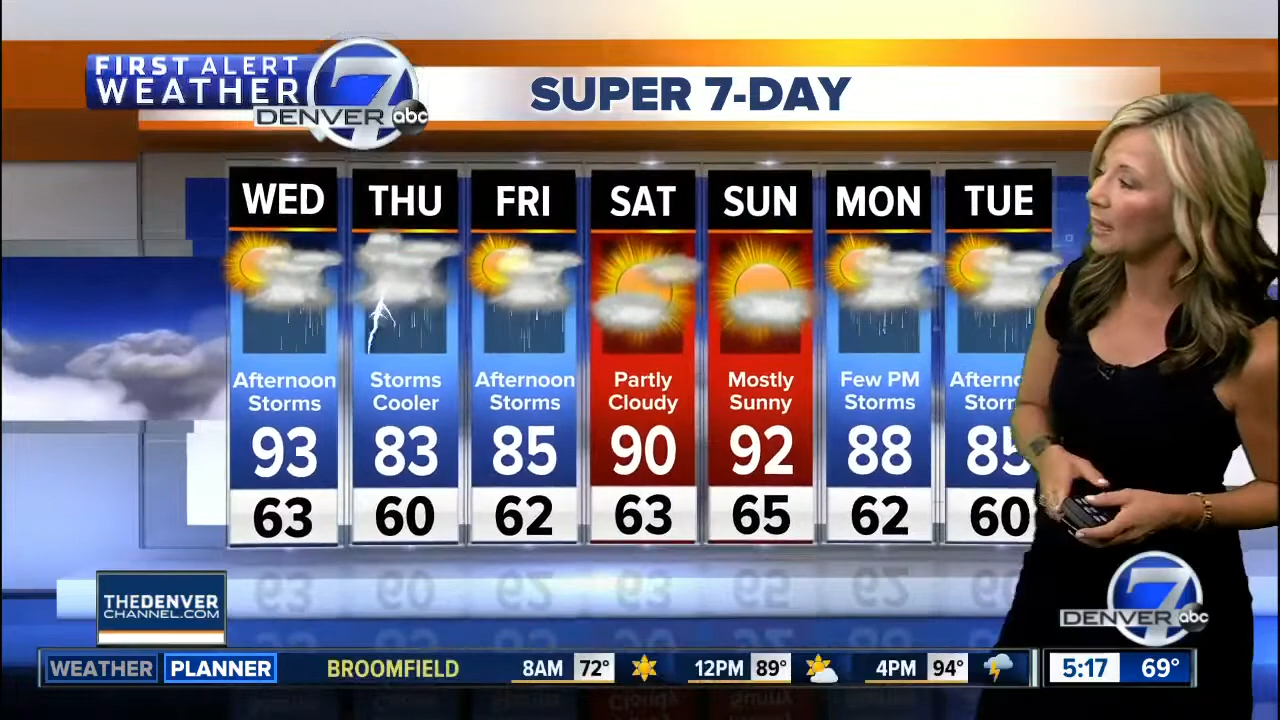 FIRST ALERT
WEATHER
7
DENVER abc
SUPER 7-DAY
WED THU FRI SAT SUN MON TUE
Afternoon Storms Afternoon Partly Mostly Few PM
Storms Cooler Storms Cloudy Sunny Storms
93 83 85 90 92 88 85
63 60 62 63 65 62 60
THEDENVER
CHANNEL.COM
7
DENVER abc
WEATHER PLANNER BROOMFIELD 8AM 72° 12PM 89° 4PM 94° 5:17 69°